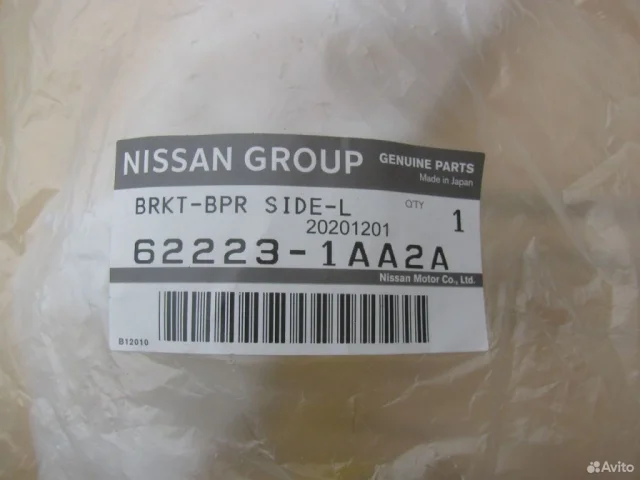 NISSAN GROUP GENUINE PARTS
Made in Japan
BRKT-BPR SIDE-L Q'TY 1
20201201
62223-1AA2A
Nissan Motor Co., Ltd.
B12010
Avito